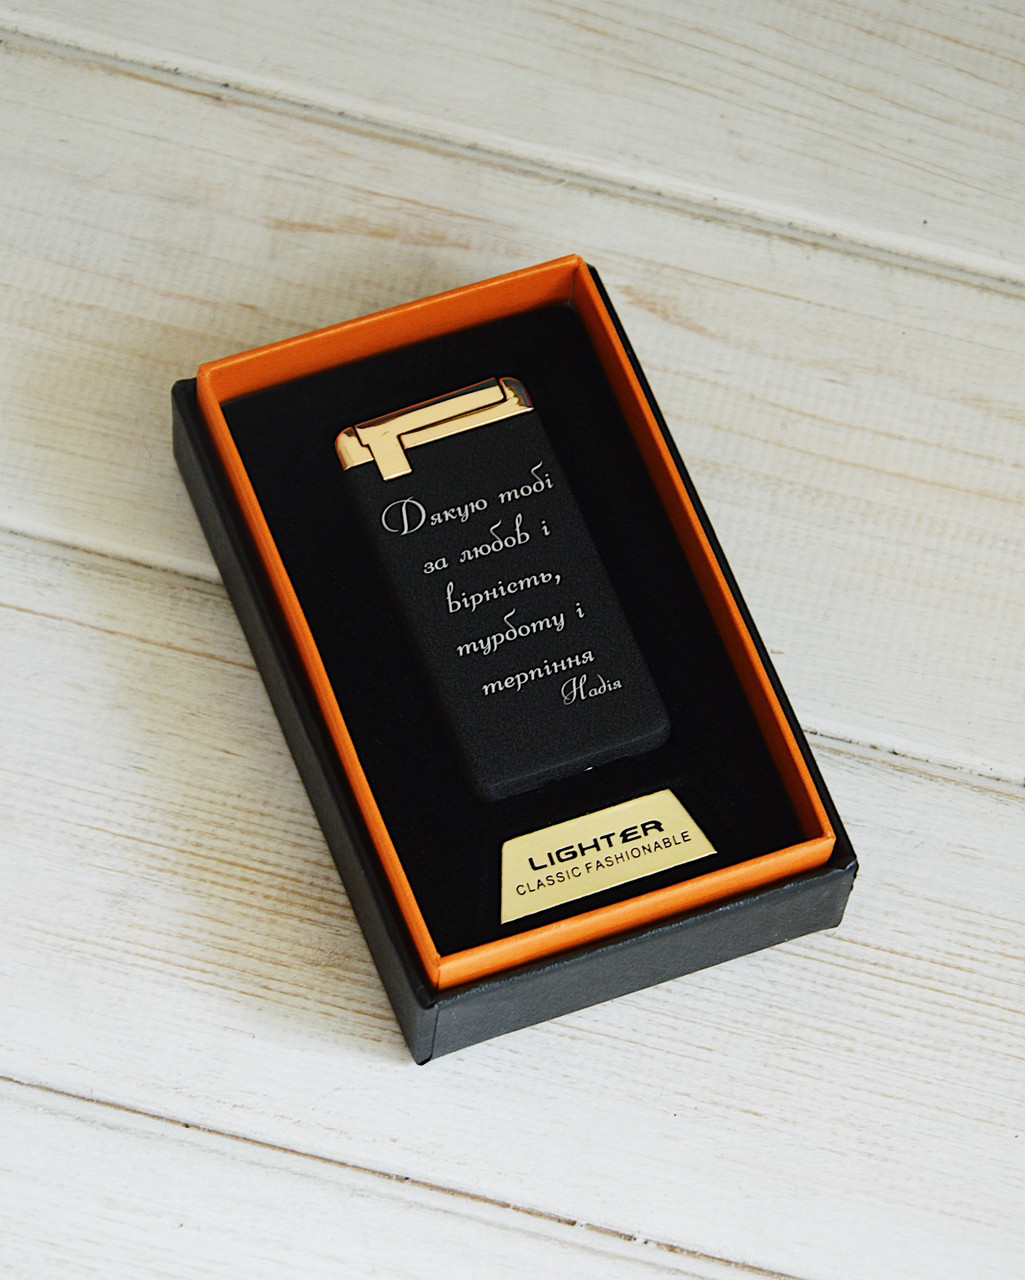 Дякую тобі
за любов і
вірність,
турботу і
терпіння
Надія
LIGHTER
CLASSIC FASHIONABLE